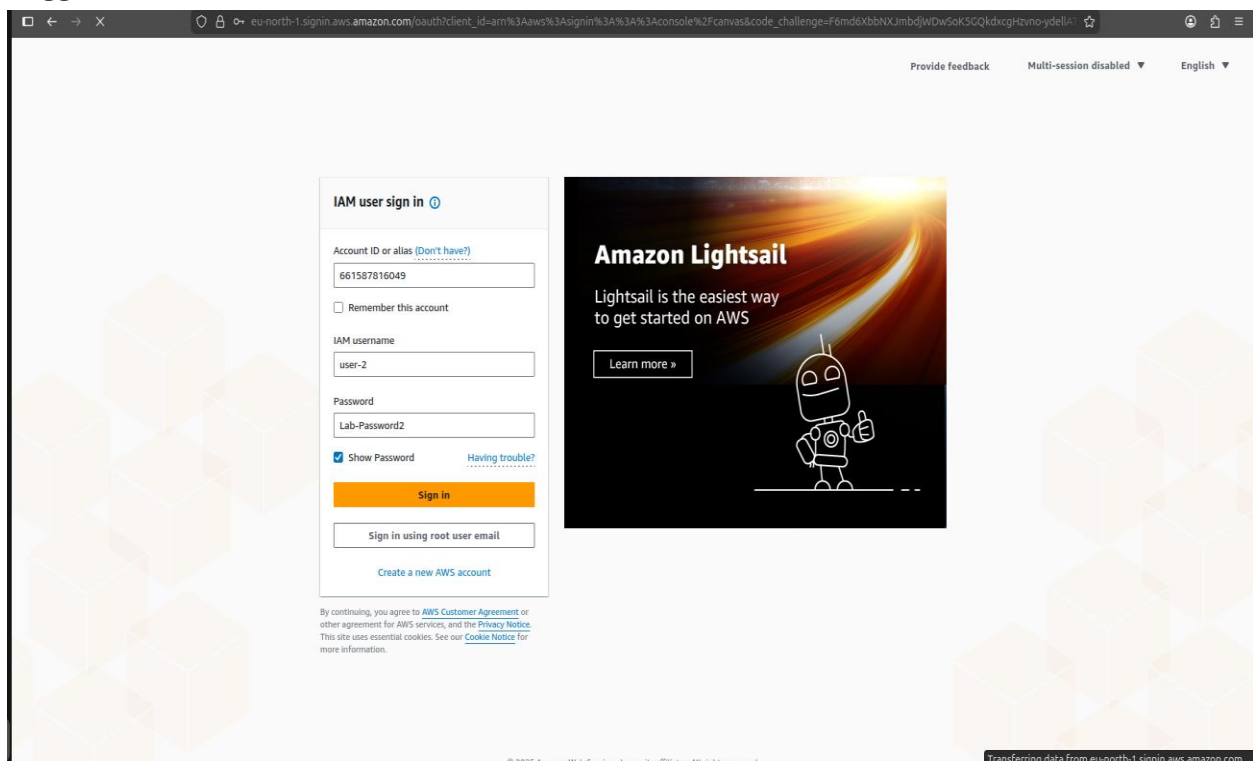 eu-north-1.signin.aws.amazon.com/oauth?client_id=arn%3Aaws%3Asignin%3A%3A%3Aconsole%2Fcanvas&code_challenge=F6md6XbbNXJmbdjWDwSoK5GQkdxcgHzvno-ydellA
Provide feedback Multi-session disabled ▼ English ▼
IAM user sign in
Account ID or alias (Don't have?)
661587816049
Remember this account
IAM username
user-2
Password
Lab-Password2
Show Password Having trouble?
Sign in
Sign in using root user email
Create a new AWS account
By continuing, you agree to AWS Customer Agreement or
other agreement for AWS services, and the Privacy Notice.
This site uses essential cookies. See our Cookie Notice for
more information.
Amazon Lightsail
Lightsail is the easiest way
to get started on AWS
Learn more »
Transferring data from eu-north-1.signin.aws.amazon.com